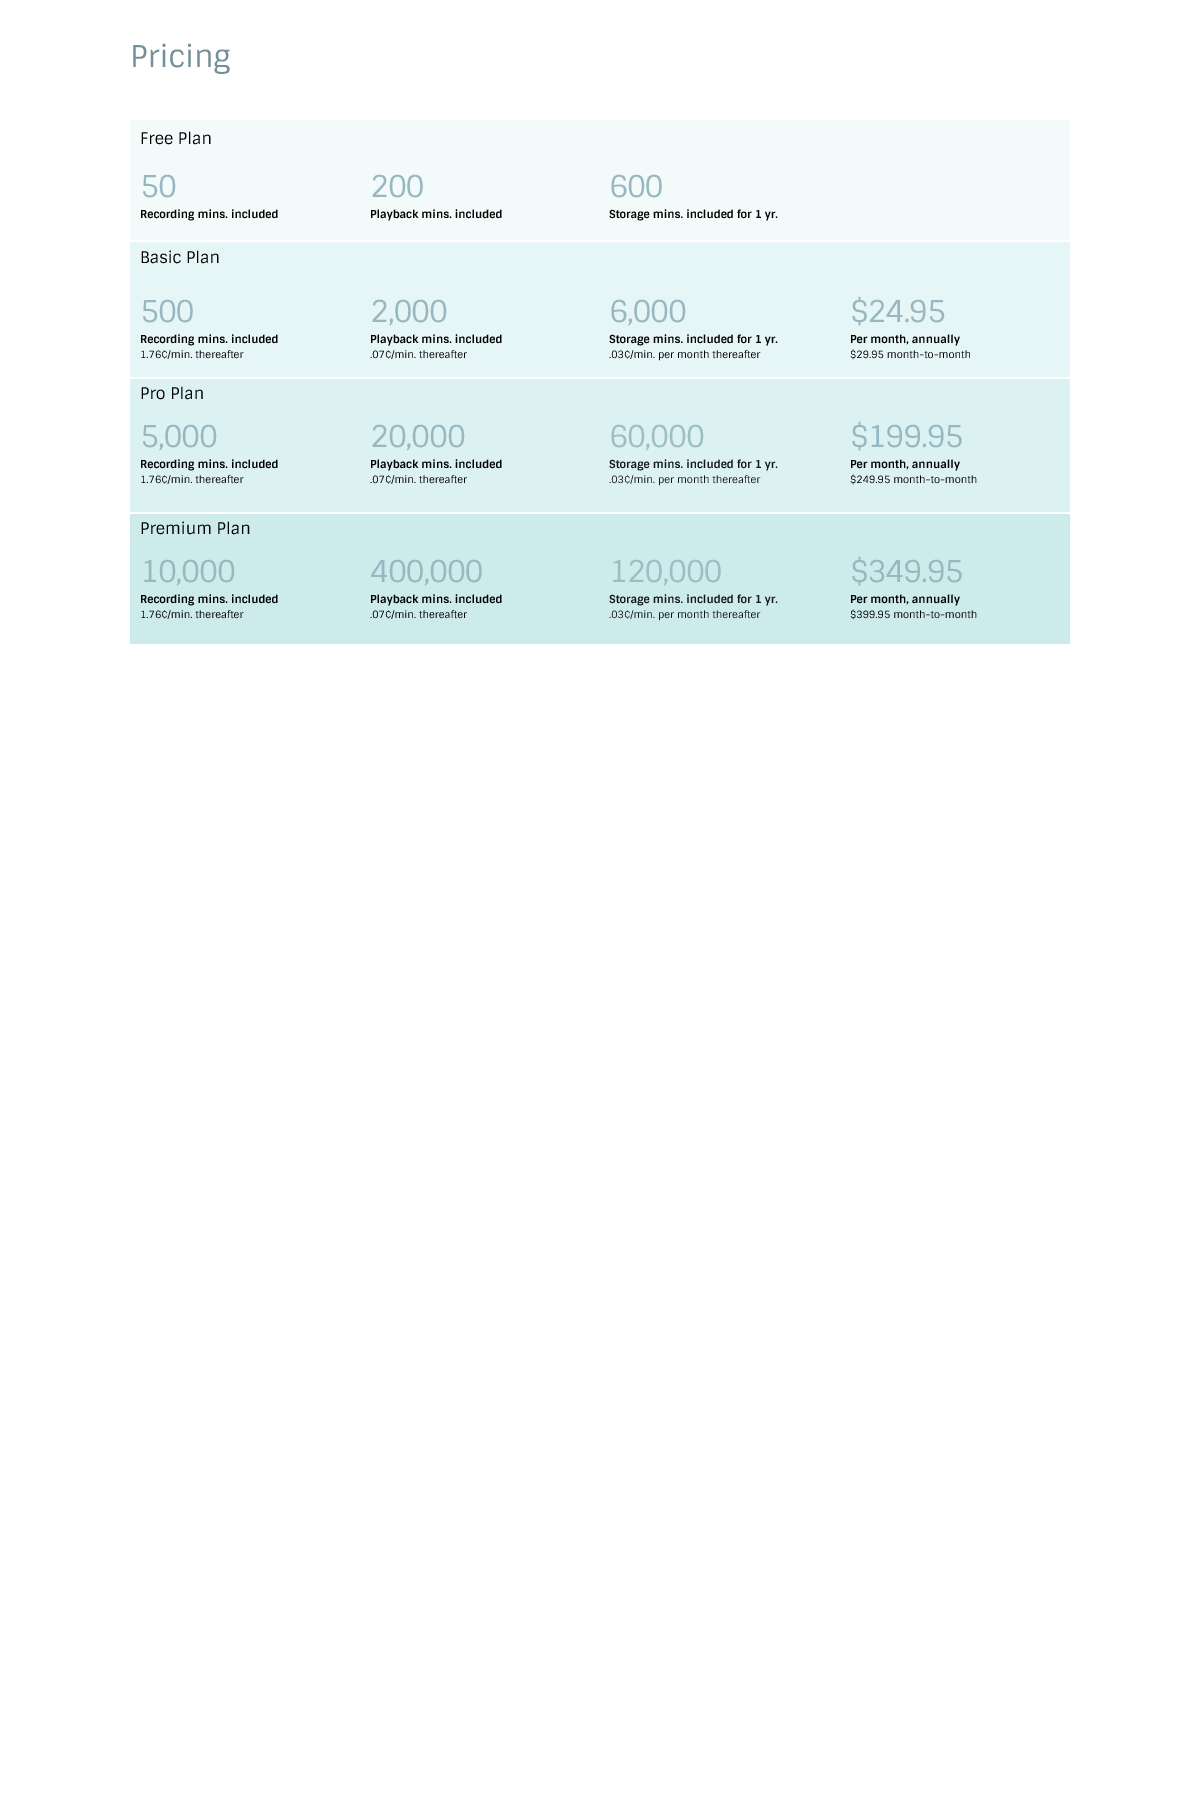 Pricing
Free Plan
50 200 600
Recording mins. included Playback mins. included Storage mins. included for 1 yr.
Basic Plan
500 2,000 6,000 $24.95
Recording mins. included Playback mins. included Storage mins. included for 1 yr. Per month, annually
1.76¢/min. thereafter .07¢/min. thereafter .03¢/min. per month thereafter $29.95 month-to-month
Pro Plan
5,000 20,000 60,000 $199.95
Recording mins. included Playback mins. included Storage mins. included for 1 yr. Per month, annually
1.76¢/min. thereafter .07¢/min. thereafter .03¢/min. per month thereafter $249.95 month-to-month
Premium Plan
10,000 400,000 120,000 $349.95
Recording mins. included Playback mins. included Storage mins. included for 1 yr. Per month, annually
1.76¢/min. thereafter .07¢/min. thereafter .03¢/min. per month thereafter $399.95 month-to-month